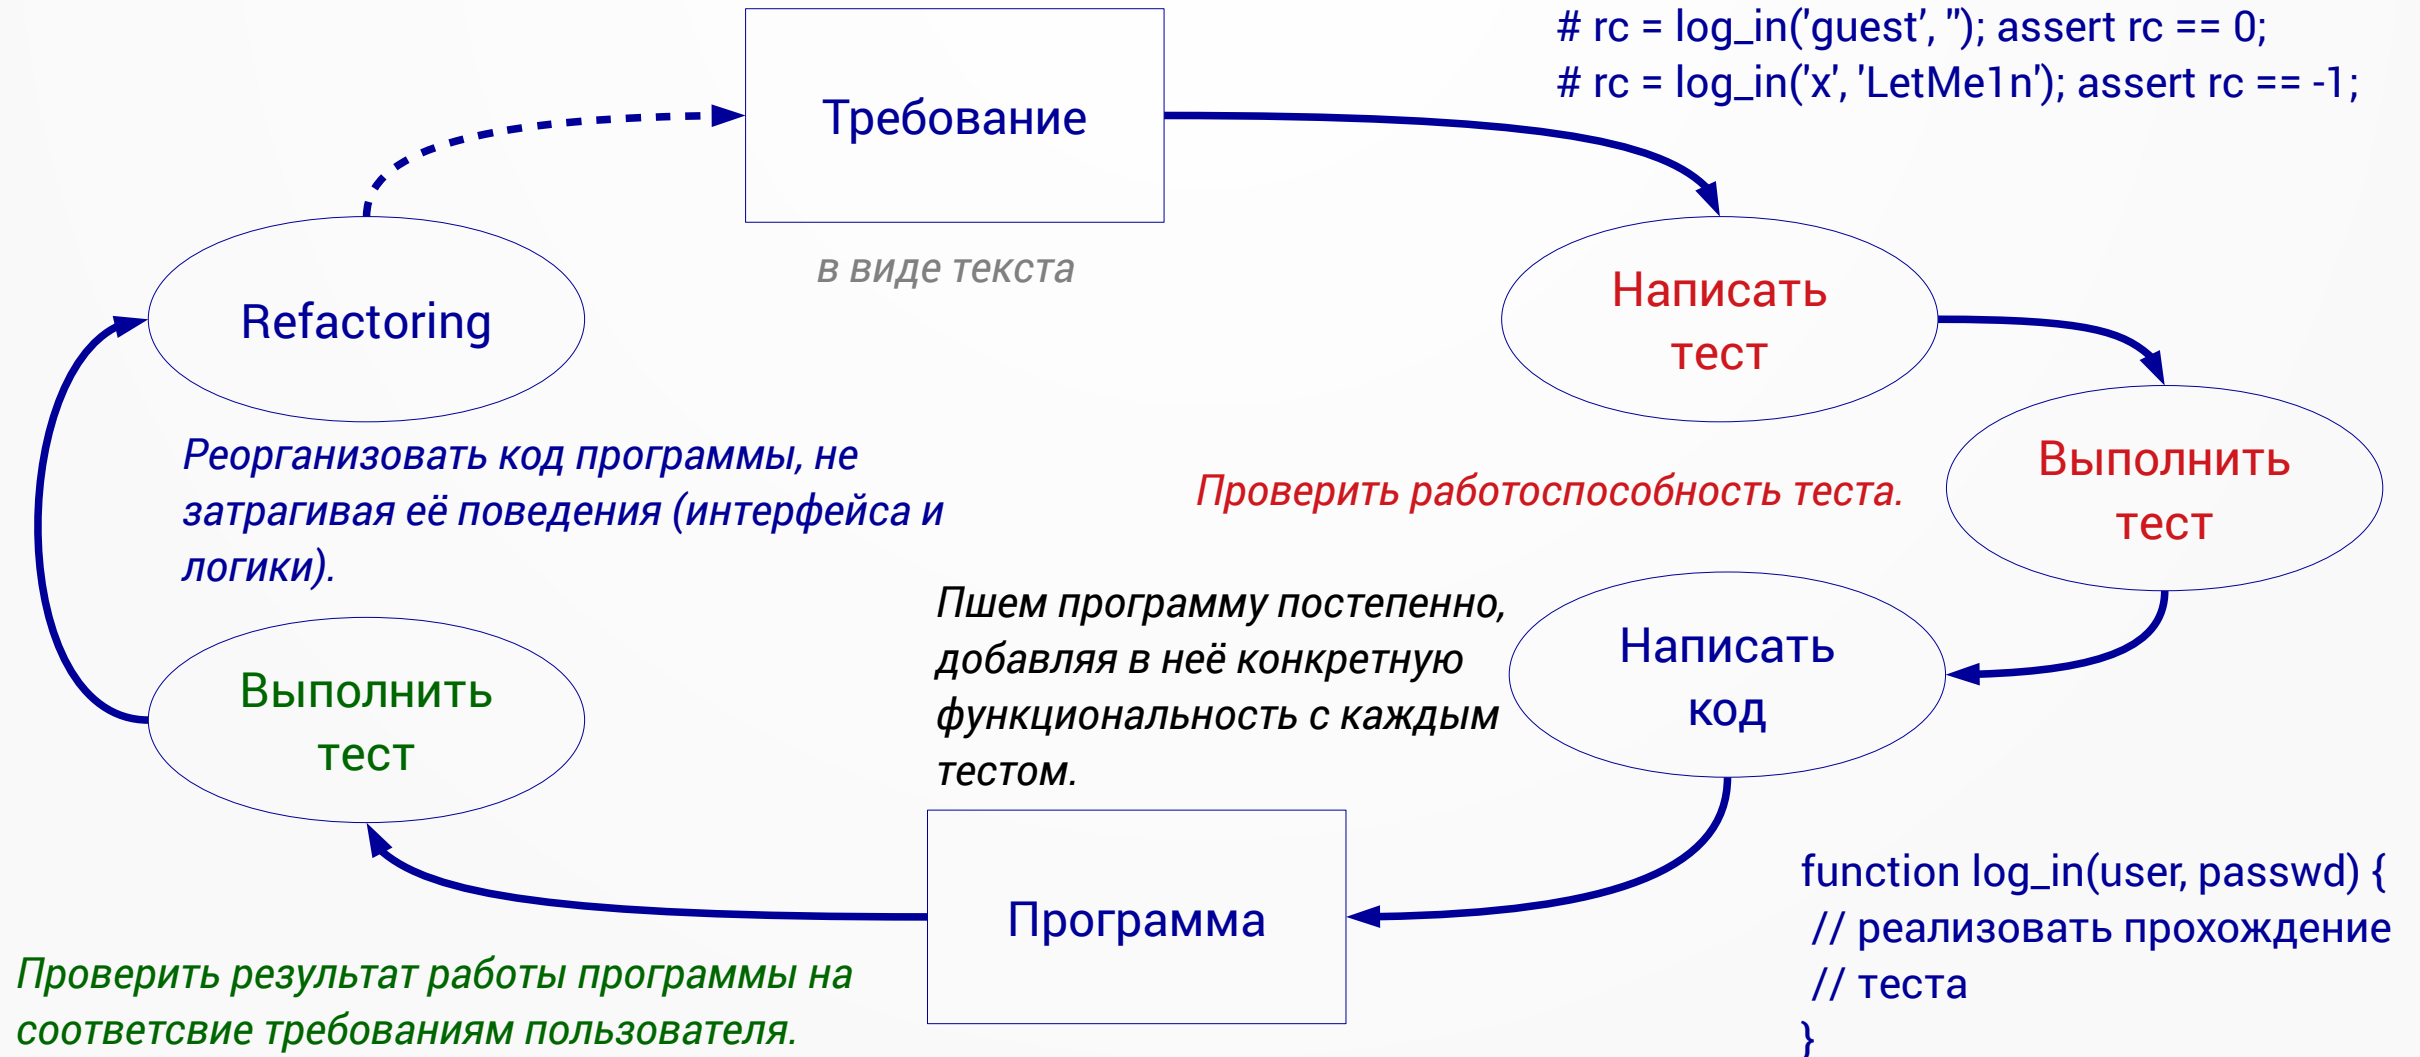 # rc = log_in('guest', ''); assert rc == 0;
# rc = log_in('x', 'LetMe1n'); assert rc == -1;
Требование
в виде текста
Написать
тест
Refactoring
Реорганизовать код программы, не
затрагивая её поведения (интерфейса и
логики).
Проверить работоспособность теста.
Выполнить
тест
Пшем программу постепенно,
добавляя в неё конкретную
функциональность с каждым
тестом.
Написать
код
Выполнить
тест
Программа
function log_in(user, passwd) {
// реализовать прохождение
// теста
}
Проверить результат работы программы на
соответсвие требованиям пользователя.